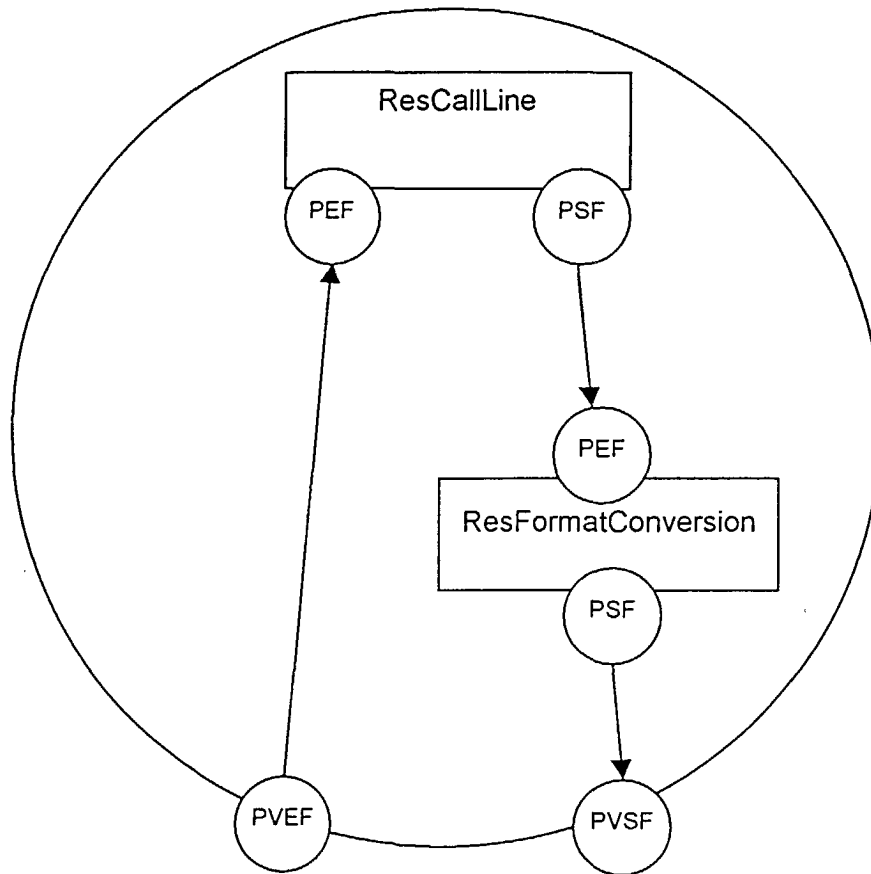 ResCallLine
PEF
PSF
PEF
ResFormatConversion
PSF
PVEF
PVSF